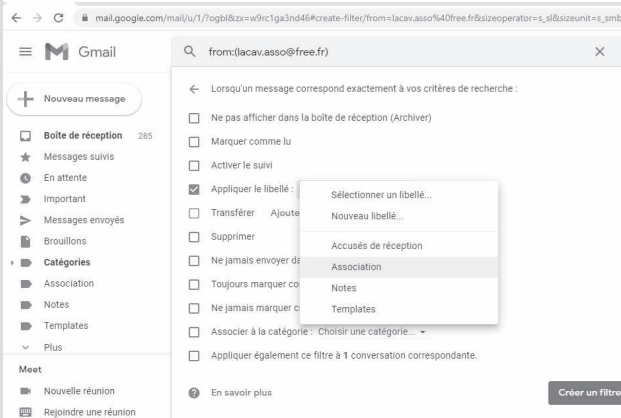 mail.google.com/mail/u/1/?ogbl&zx=w9rc1ga3nd46#create-filter/from=lacav.asso%40free.fr&sizeoperator=s_sl&sizeunit=s_smb
Gmail
from:(lacav.asso@free.fr)
Lorsqu'un message correspond exactement à vos critères de recherche :
Nouveau message
Ne pas afficher dans la boîte de réception (Archiver)
Boîte de réception 285
Marquer comme lu
Messages suivis
Activer le suivi
En attente
Appliquer le libellé :
Sélectionner un libellé...
Important
Transférer Ajoute
Nouveau libellé...
Messages envoyés
Supprimer
Brouillons
Accusés de réception
Ne jamais envoyer da
Catégories
Association
Association
Toujours marquer co
Notes
Notes
Ne jamais marquer c
Templates
Templates
Associer à la catégorie : Choisir une catégorie...
Plus
Appliquer également ce filtre à 1 conversation correspondante.
Meet
Nouvelle réunion
En savoir plus
Créer un filtre
Rejoindre une réunion